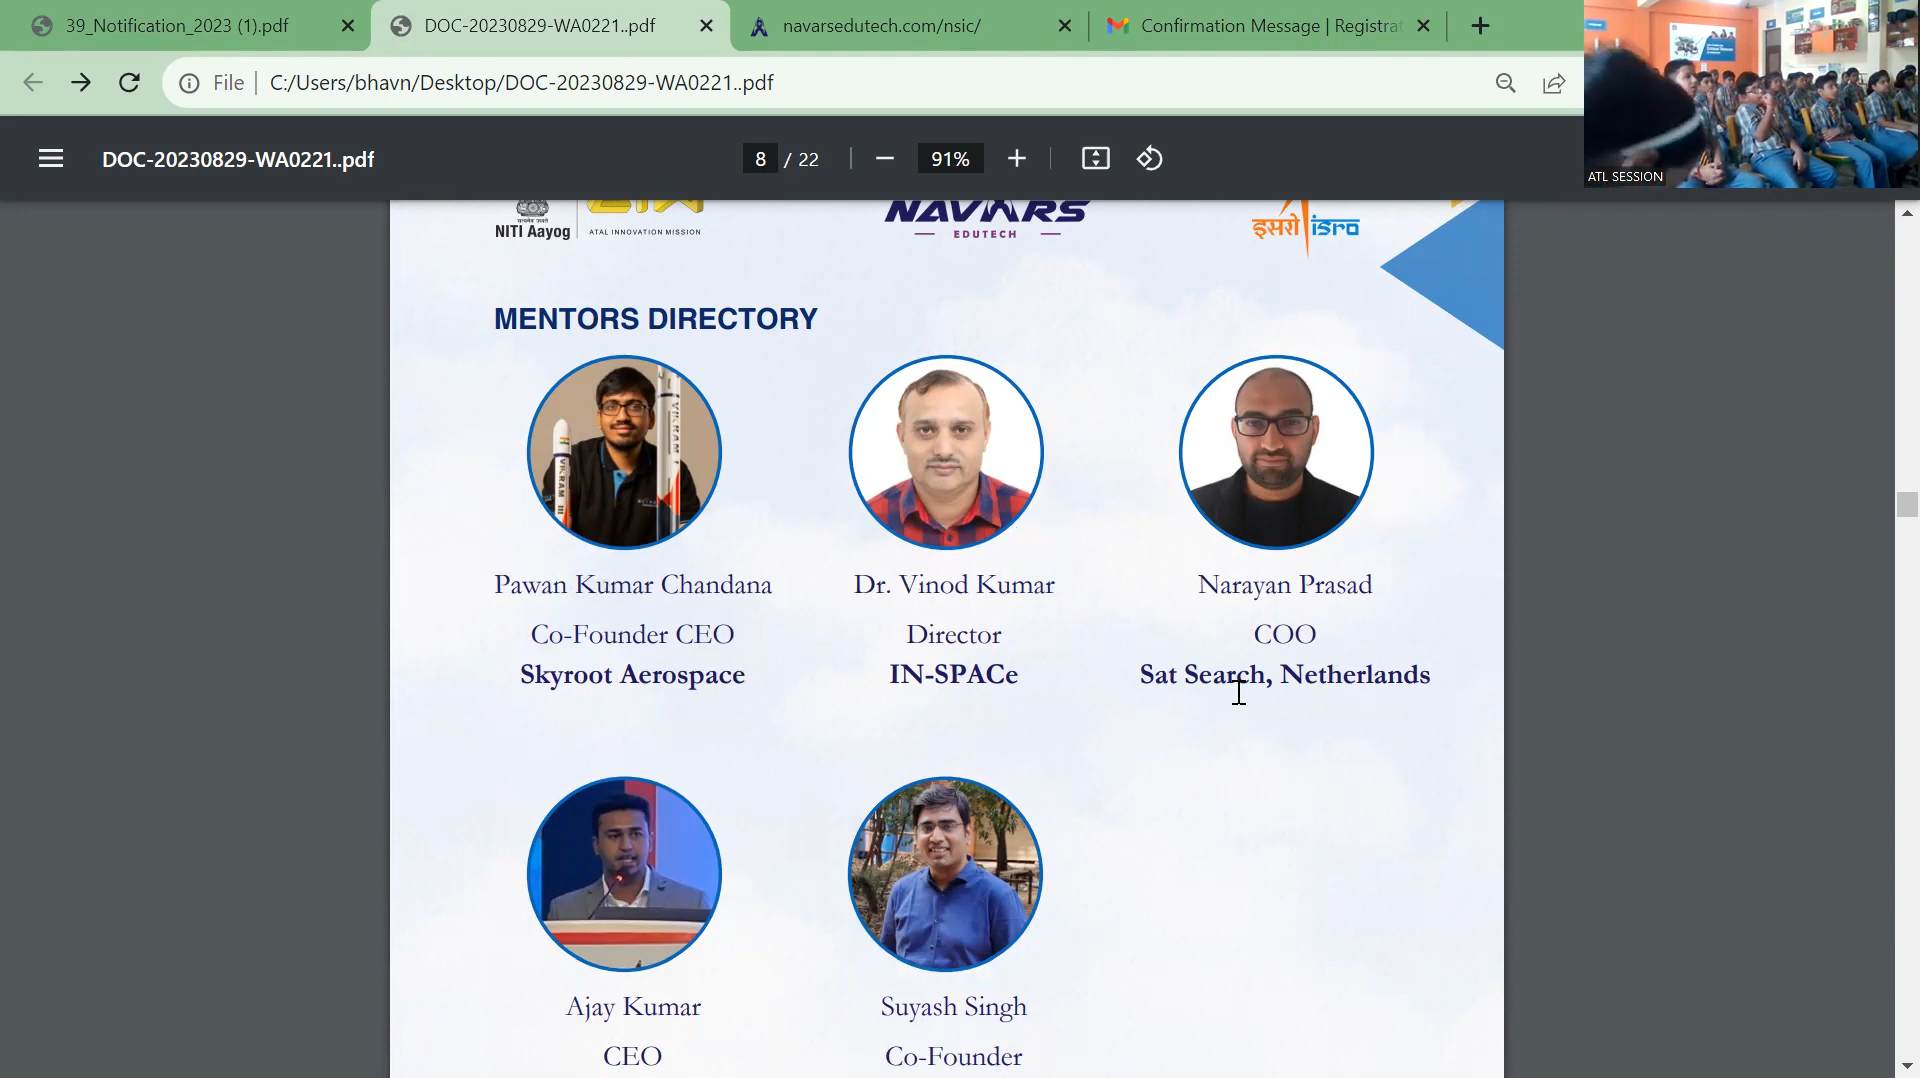 39_Notification_2023 (1).pdf
DOC-20230829-WA0221..pdf
navarsedutech.com/nsic/
Confirmation Message | Registrat
File
C:/Users/bhavn/Desktop/DOC-20230829-WA0221..pdf
DOC-20230829-WA0221..pdf
8 / 22
91%
ATL SESSION
NITI Aayog
ATAL INNOVATION MISSION
NAVARS
EDUTECH
इसरो isro
MENTORS DIRECTORY
VIKRAM III
VIKRAM I
Pawan Kumar Chandana
Dr. Vinod Kumar
Narayan Prasad
Co-Founder CEO
Director
COO
Skyroot Aerospace
IN-SPACe
Sat Search, Netherlands
Ajay Kumar
Suyash Singh
CEO
Co-Founder